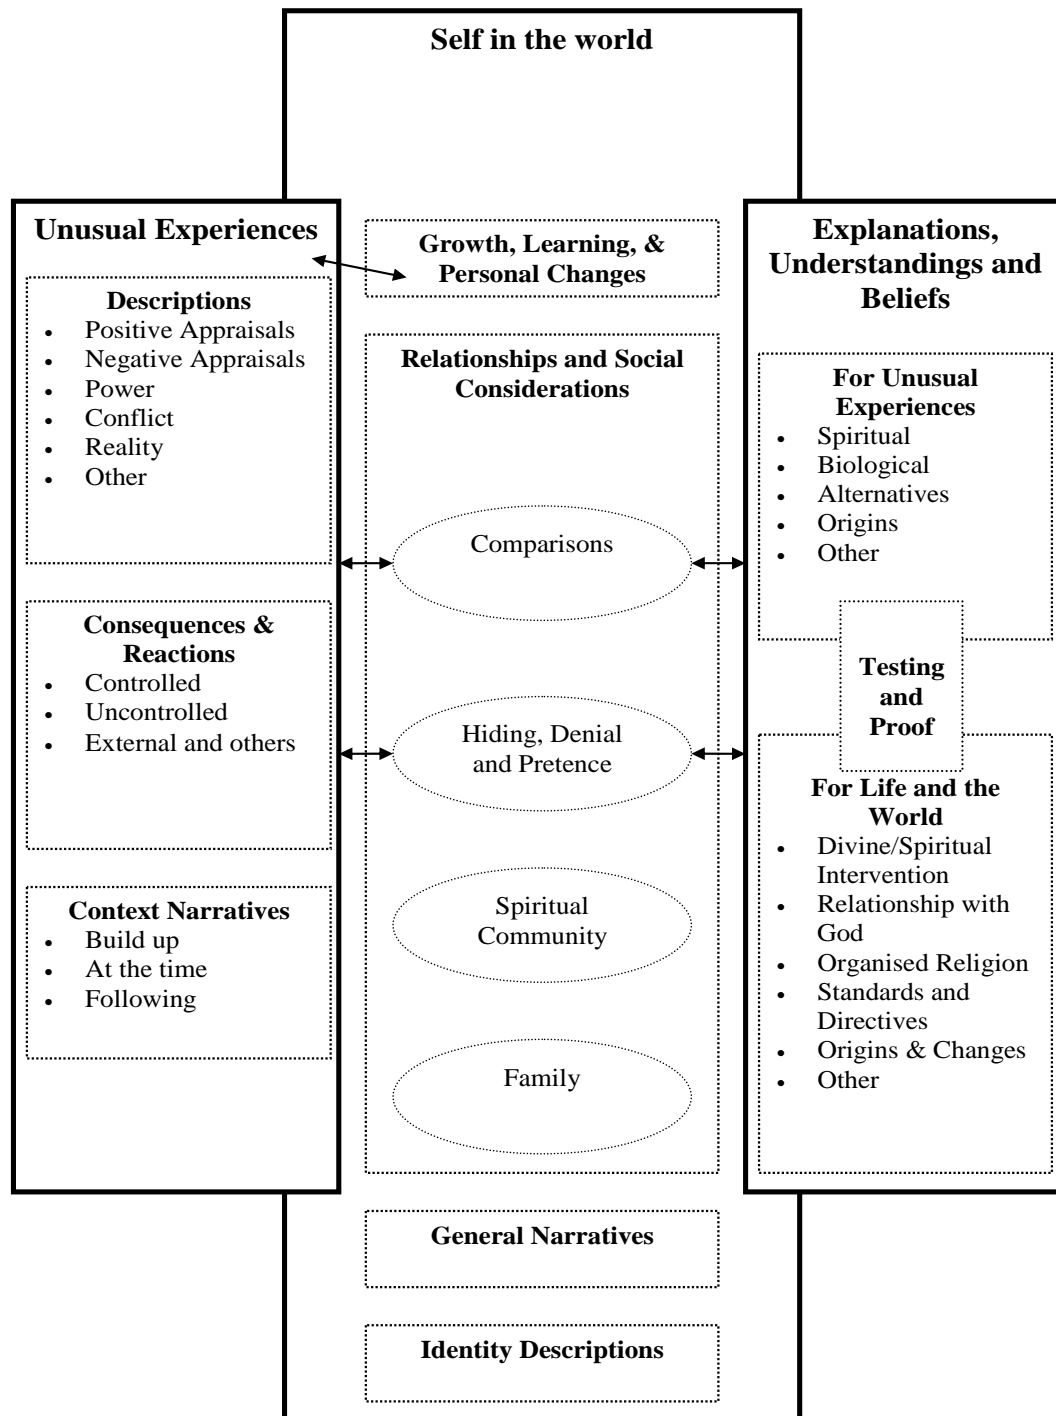 Self in the world
Unusual Experiences
Descriptions
• Positive Appraisals
• Negative Appraisals
• Power
• Conflict
• Reality
• Other
Consequences &
Reactions
• Controlled
• Uncontrolled
• External and others
Context Narratives
• Build up
• At the time
• Following
Growth, Learning, &
Personal Changes
Relationships and Social
Considerations
Comparisons
Hiding, Denial
and Pretence
Spiritual
Community
Family
General Narratives
Identity Descriptions
Explanations,
Understandings and
Beliefs
For Unusual
Experiences
• Spiritual
• Biological
• Alternatives
• Origins
• Other
Testing
and
Proof
For Life and the
World
• Divine/Spiritual
Intervention
• Relationship with
God
• Organised Religion
• Standards and
Directives
• Origins & Changes
• Other